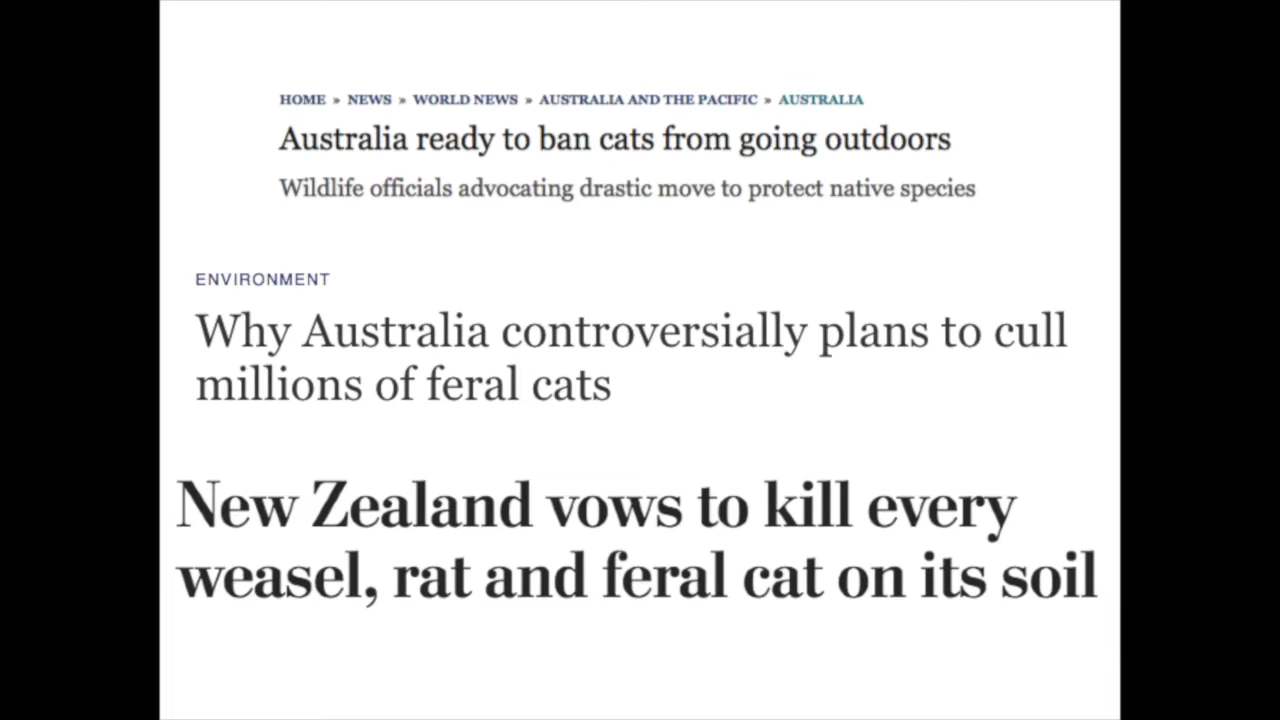 HOME » NEWS » WORLD NEWS » AUSTRALIA AND THE PACIFIC » AUSTRALIA
Australia ready to ban cats from going outdoors
Wildlife officials advocating drastic move to protect native species
ENVIRONMENT
Why Australia controversially plans to cull
millions of feral cats
New Zealand vows to kill every
weasel, rat and feral cat on its soil